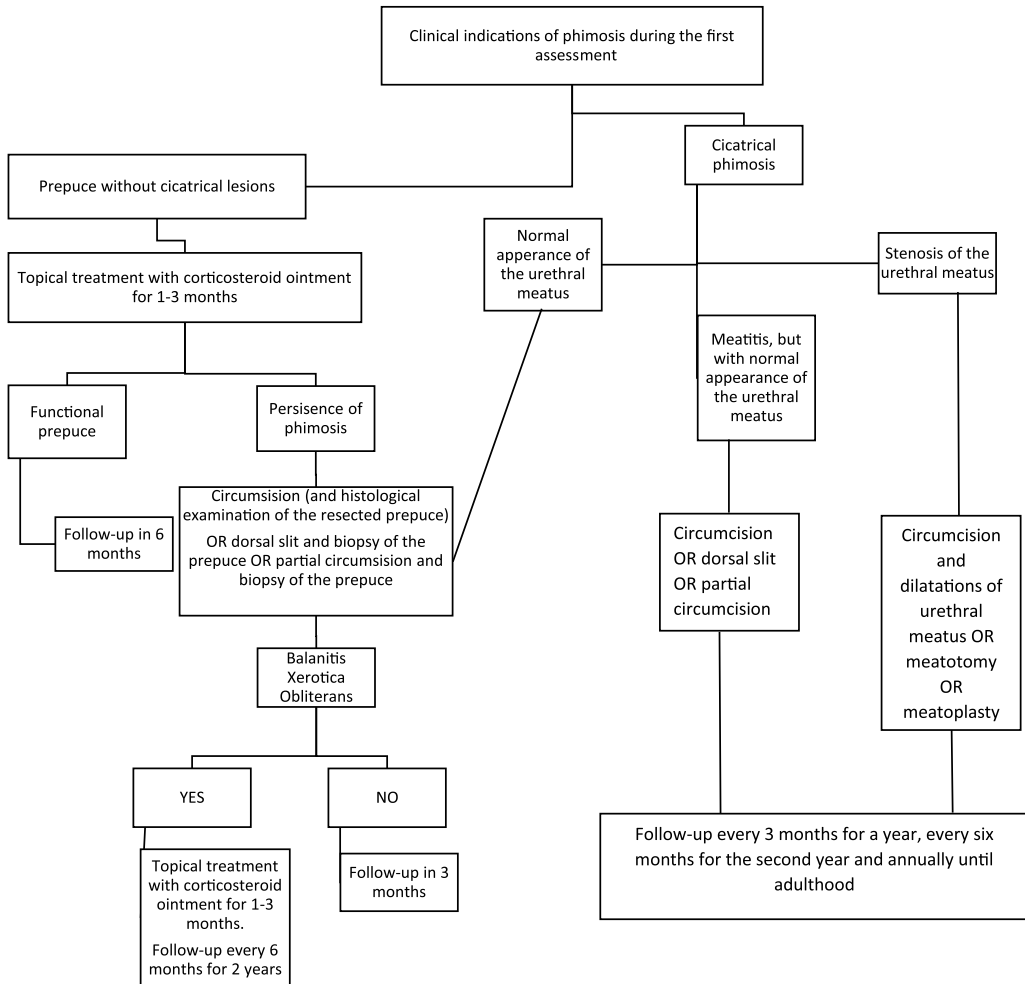 Clinical indications of phimosis during the first
assessment
Cicatrical
phimosis
Prepuce without cicatrical lesions
Normal
apperance of
the urethral
meatus
Stenosis of the
urethral meatus
Topical treatment with corticosteroid ointment
for 1-3 months
Meatitis, but
with normal
appearance of
the urethral
meatus
Functional
prepuce
Persisence of
phimosis
Circumsision (and histological
examination of the resected prepuce)
OR dorsal slit and biopsy of the
prepuce OR partial circumsision and
biopsy of the prepuce
Follow-up in 6
months
Circumcision
OR dorsal slit
OR partial
circumcision
Circumcision
and
dilatations of
urethral
meatus OR
meatotomy
OR
meatoplasty
Balanitis
Xerotica
Obliterans
YES
NO
Topical treatment
with corticosteroid
ointment for 1-3
months.
Follow-up every 6
months for 2 years
Follow-up in 3
months
Follow-up every 3 months for a year, every six
months for the second year and annually until
adulthood